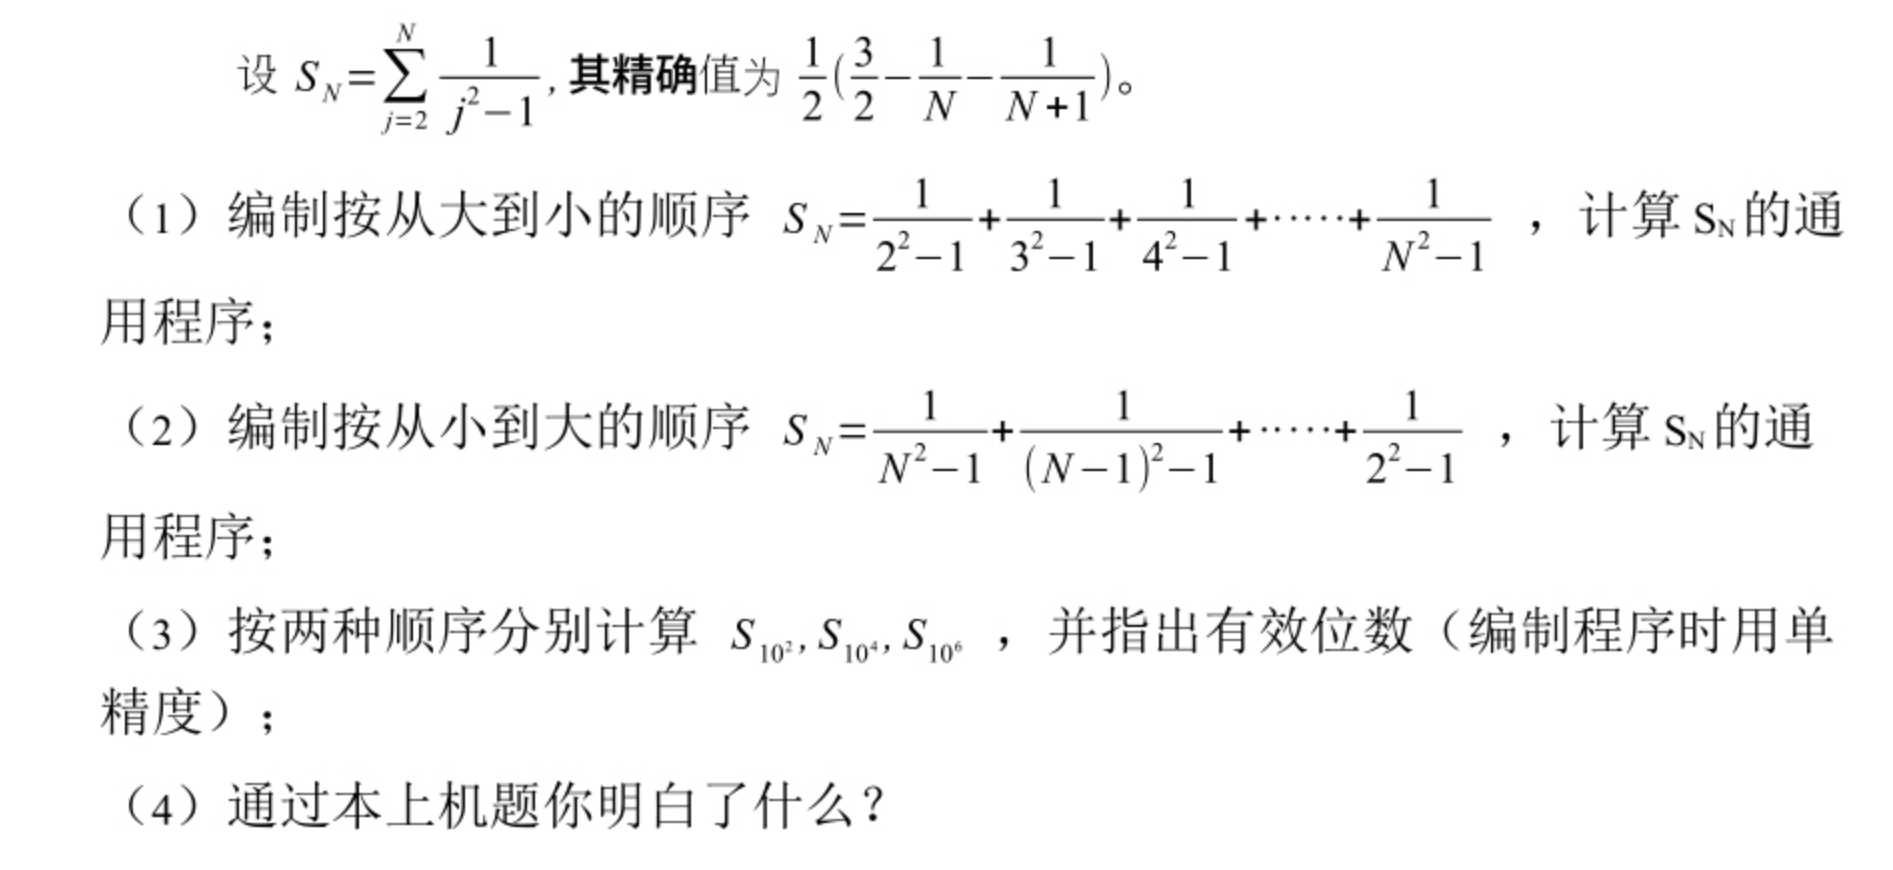 设 S_N=∑_{j=2}^{N} 1/(j²−1), 其精确值为 1/2(3/2−1/N−1/(N+1))。
（1）编制按从大到小的顺序 S_N=1/(2²−1)+1/(3²−1)+1/(4²−1)+·····+1/(N²−1) ，计算 S_N的通
用程序；
（2）编制按从小到大的顺序 S_N=1/(N²−1)+1/((N−1)²−1)+·····+1/(2²−1) ，计算 S_N的通
用程序；
（3）按两种顺序分别计算 S_{10²}, S_{10⁴}, S_{10⁶} ，并指出有效位数（编制程序时用单
精度）；
（4）通过本上机题你明白了什么？